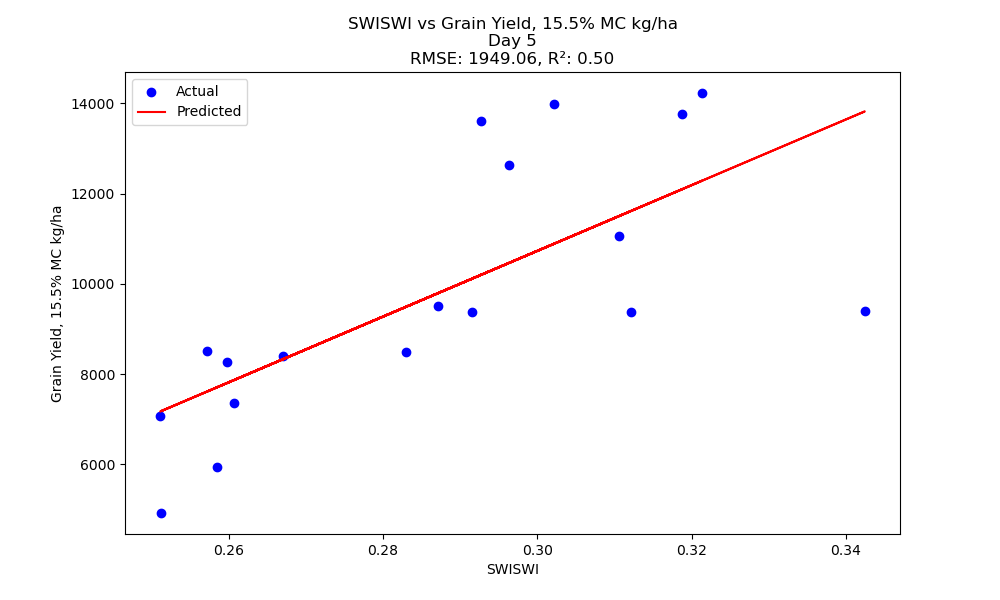 SWISWI vs Grain Yield, 15.5% MC kg/ha
Day 5
RMSE: 1949.06, R²: 0.50
Actual
Predicted
14000
12000
10000
8000
6000
Grain Yield, 15.5% MC kg/ha
0.26
0.28
0.30
0.32
0.34
SWISWI